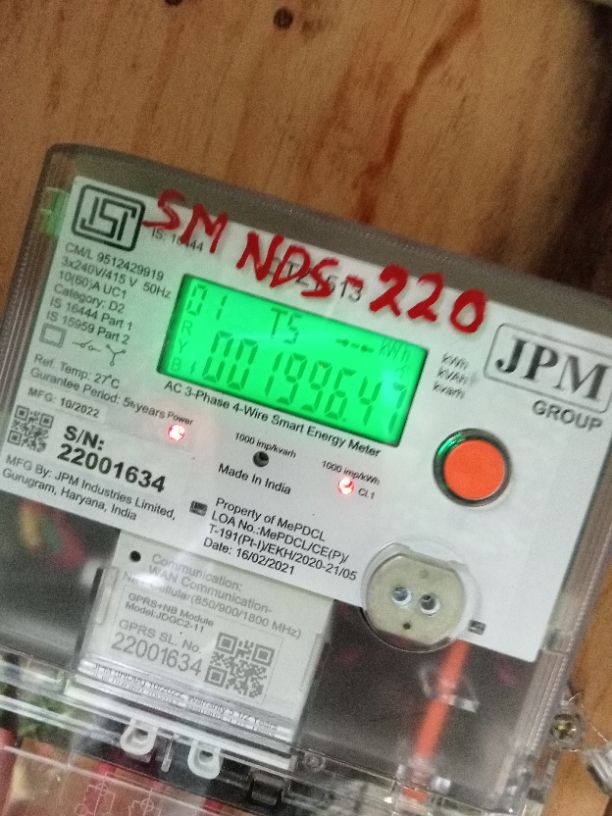 SM NDS-220
IS: 16444
CM/L 9512429919
3x240V/415 V 50Hz
10(60)A UC1
Category: D2
IS 16444 Part 1
IS 15959 Part 2
Ref. Temp: 27°C
Gurantee Period: 5½years
MFG: 10/2022
01 TS kWh
R
Y
B
00199647
kWh
kVAh
kvarh
JPM
GROUP
AC 3-Phase 4-Wire Smart Energy Meter
Power
1000 imp/kvarh
1000 imp/kWh
Made In India
CL1
S/N:
22001634
MFG By: JPM Industries Limited,
Gurugram, Haryana, India
Property of MePDCL
LOA No.:MePDCL/CE(P)/
T-191(Pt-I)/EKH/2020-21/05
Date: 16/02/2021
Communication:
WAN Communication-
Cellular(850/900/1800 MHz)
GPRS+NB Module
Model:JDGC2-11
GPRS SL. No.
22001634